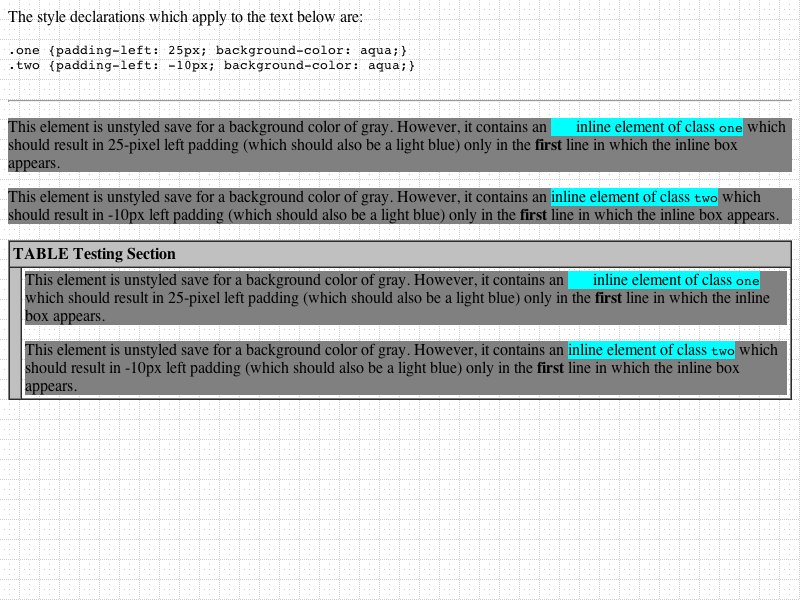 The style declarations which apply to the text below are:
.one {padding-left: 25px; background-color: aqua;}
.two {padding-left: -10px; background-color: aqua;}
This element is unstyled save for a background color of gray. However, it contains an inline element of class one which
should result in 25-pixel left padding (which should also be a light blue) only in the first line in which the inline box
appears.
This element is unstyled save for a background color of gray. However, it contains an inline element of class two which
should result in -10px left padding (which should also be a light blue) only in the first line in which the inline box appears.
TABLE Testing Section
This element is unstyled save for a background color of gray. However, it contains an inline element of class one
which should result in 25-pixel left padding (which should also be a light blue) only in the first line in which the inline
box appears.
This element is unstyled save for a background color of gray. However, it contains an inline element of class two which
should result in -10px left padding (which should also be a light blue) only in the first line in which the inline box
appears.